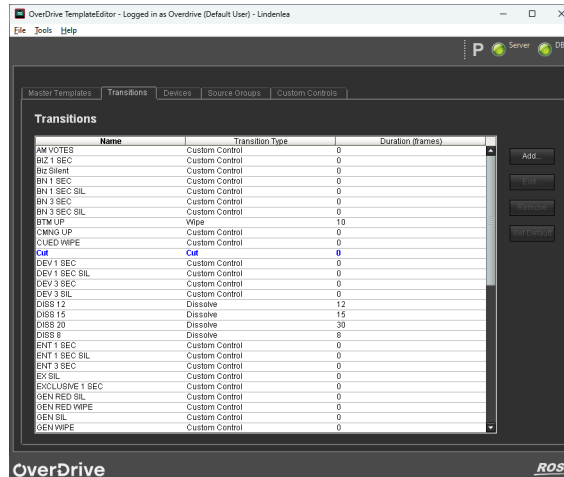 OverDrive TemplateEditor - Logged in as Overdrive (Default User) - Lindenlea
File Tools Help
P Server DB
Master Templates Transitions Devices Source Groups Custom Controls
Transitions
Name Transition Type Duration (frames)
AM VOTES Custom Control 0
BIZ 1 SEC Custom Control 0
Biz Silent Custom Control 0
BN 1 SEC Custom Control 0
BN 1 SEC SIL Custom Control 0
BN 3 SEC Custom Control 0
BN 3 SEC SIL Custom Control 0
BTM UP Wipe 10
CMNG UP Custom Control 0
CUED WIPE Custom Control 0
Cut Cut 0
DEV 1 SEC Custom Control 0
DEV 1 SEC SIL Custom Control 0
DEV 3 SEC Custom Control 0
DEV 3 SIL Custom Control 0
DISS 12 Dissolve 12
DISS 15 Dissolve 15
DISS 20 Dissolve 30
DISS 8 Dissolve 8
ENT 1 SEC Custom Control 0
ENT 1 SEC SIL Custom Control 0
ENT 3 SEC Custom Control 0
EX SIL Custom Control 0
EXCLUSIVE 1 SEC Custom Control 0
GEN RED SIL Custom Control 0
GEN RED WIPE Custom Control 0
GEN SIL Custom Control 0
GEN WIPE Custom Control 0
Add...
Edit...
Remove
Set Default
OverDrive ROS